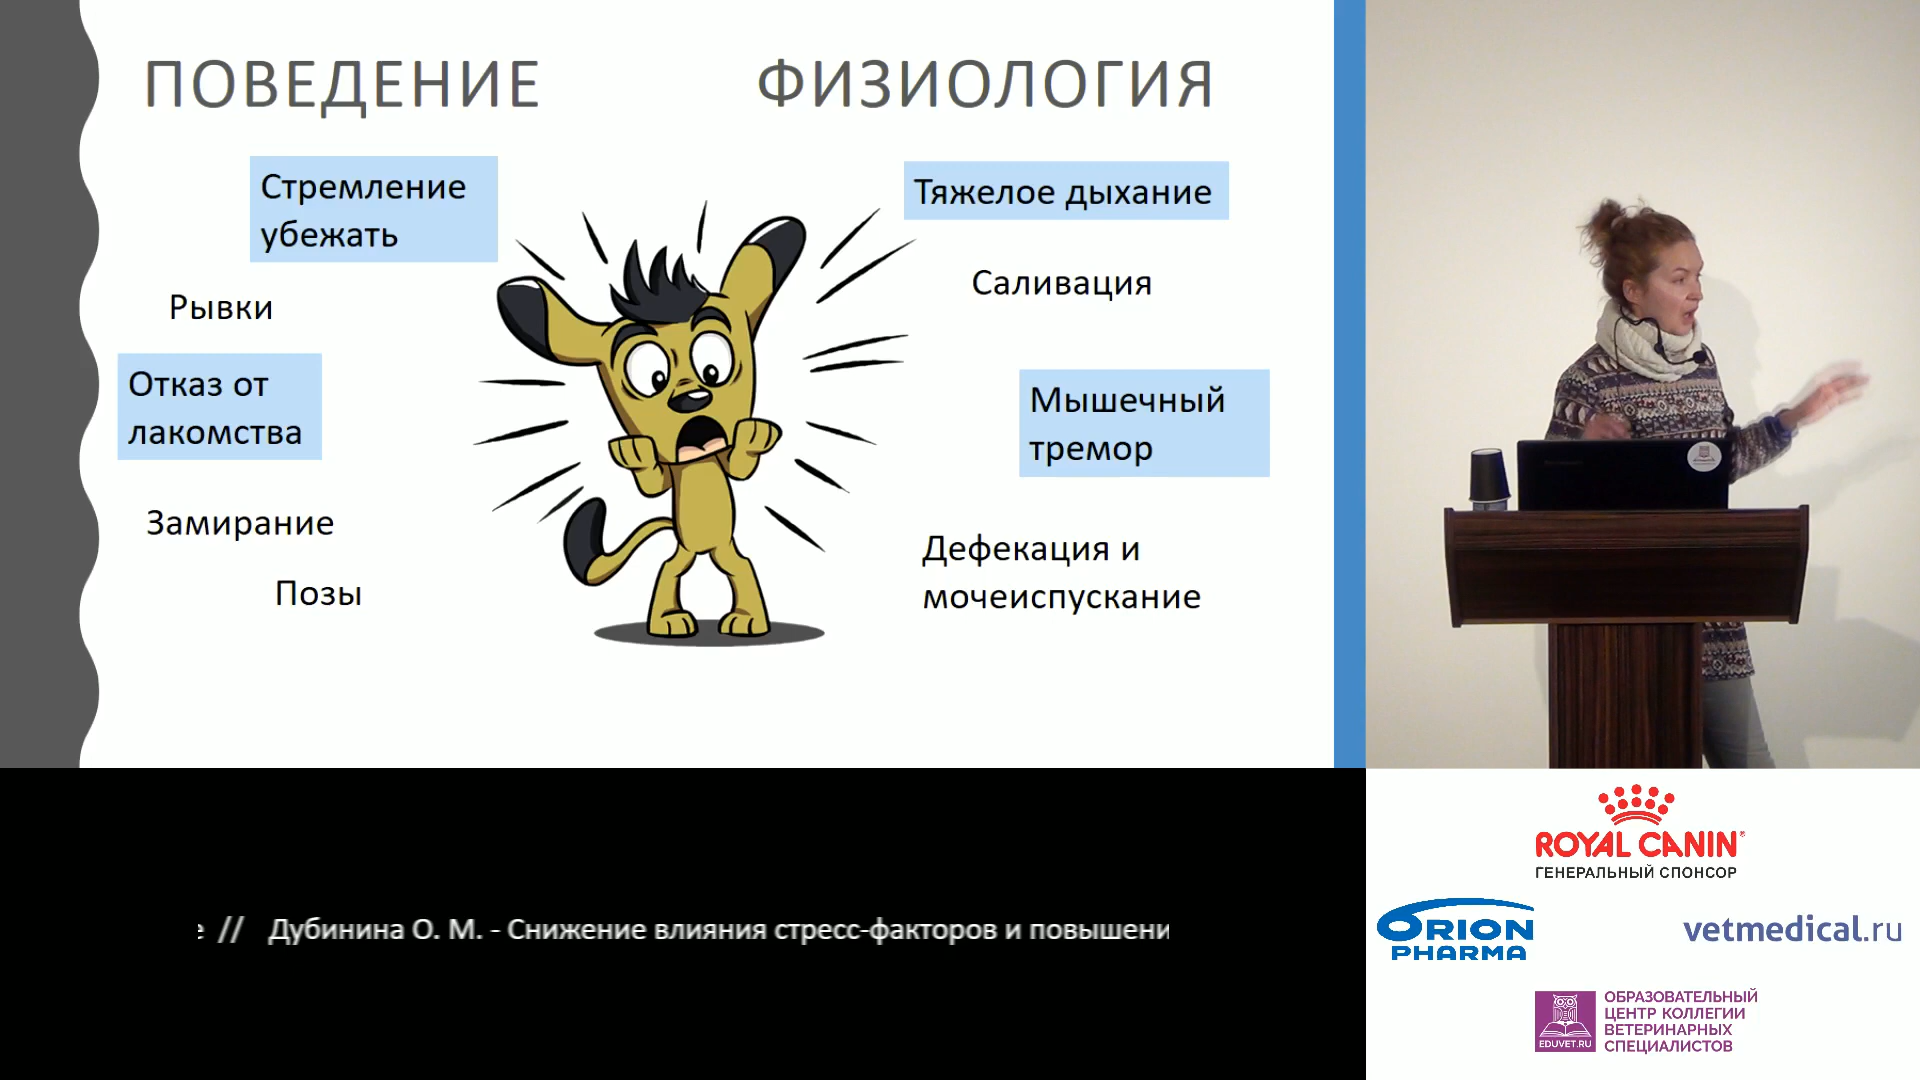 ПОВЕДЕНИЕ
ФИЗИОЛОГИЯ
Стремление
убежать
Рывки
Отказ от
лакомства
Замирание
Позы
Тяжелое дыхание
Саливация
Мышечный
тремор
Дефекация и
мочеиспускание
е // Дубинина О. М. - Снижение влияния стресс-факторов и повышени
ROYAL CANIN
ГЕНЕРАЛЬНЫЙ СПОНСОР
ORION
PHARMA
vetmedical.ru
EDUVET.RU
ОБРАЗОВАТЕЛЬНЫЙ
ЦЕНТР КОЛЛЕГИИ
ВЕТЕРИНАРНЫХ
СПЕЦИАЛИСТОВ